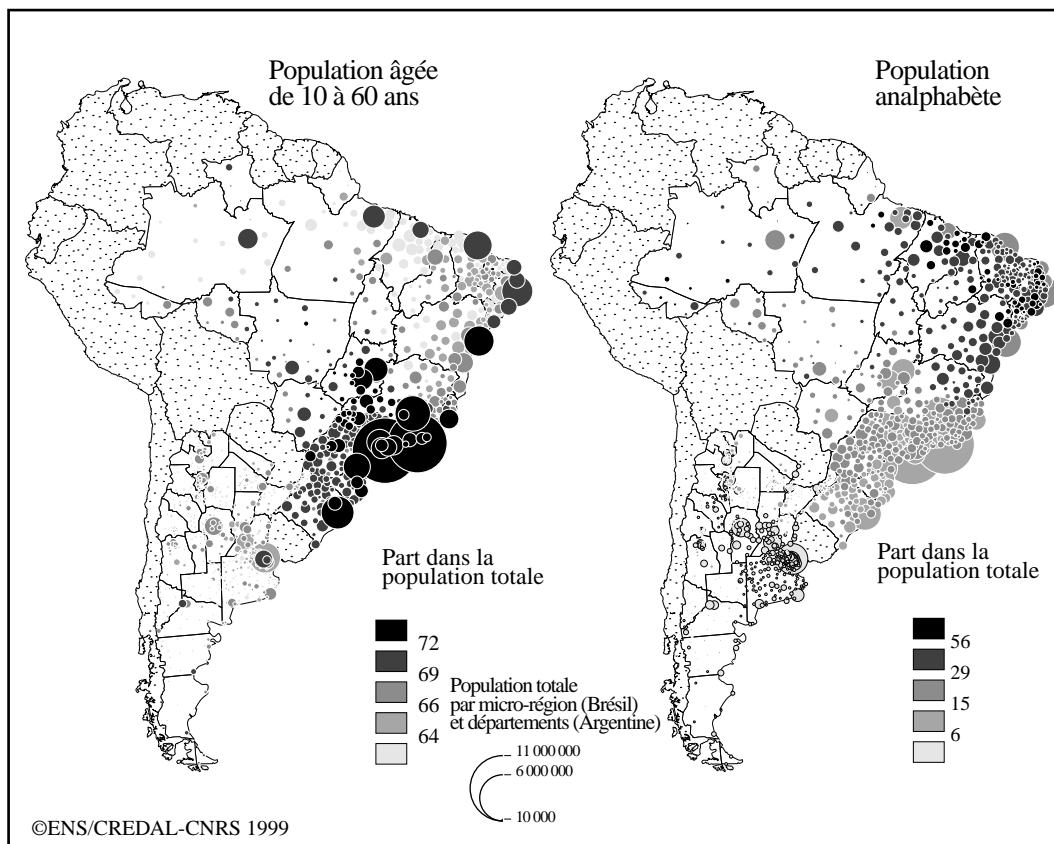 Population âgée
de 10 à 60 ans
Population
analphabète
Part dans la
population totale
72
69
66
64
Population totale
par micro-région (Brésil)
et départements (Argentine)
11 000 000
6 000 000
10 000
Part dans la
population totale
56
29
15
6
©ENS/CREDAL-CNRS 1999